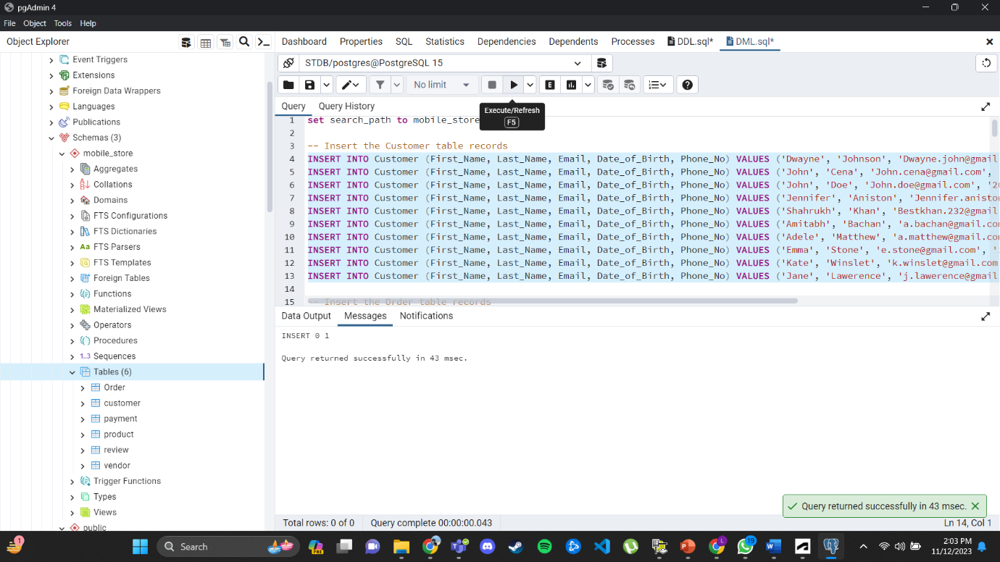 pgAdmin 4
File Object Tools Help
Object Explorer
Dashboard Properties SQL Statistics Dependencies Dependents Processes DDL.sql* DML.sql*
Event Triggers
Extensions
Foreign Data Wrappers
Languages
Publications
Schemas (3)
mobile_store
Aggregates
Collations
Domains
FTS Configurations
FTS Dictionaries
Aa FTS Parsers
FTS Templates
Foreign Tables
Functions
Materialized Views
Operators
Procedures
1..3 Sequences
Tables (6)
Order
customer
payment
product
review
vendor
Trigger Functions
Types
Views
public
STDB/postgres@PostgreSQL 15
No limit
E
Query Query History
Execute/Refresh
F5
1 set search_path to mobile_store
2
3 -- Insert the Customer table records
4 INSERT INTO Customer (First_Name, Last_Name, Email, Date_of_Birth, Phone_No) VALUES ('Dwayne', 'Johnson', 'Dwayne.john@gmail
5 INSERT INTO Customer (First_Name, Last_Name, Email, Date_of_Birth, Phone_No) VALUES ('John', 'Cena', 'John.cena@gmail.com',
6 INSERT INTO Customer (First_Name, Last_Name, Email, Date_of_Birth, Phone_No) VALUES ('John', 'Doe', 'John.doe@gmail.com', '2
7 INSERT INTO Customer (First_Name, Last_Name, Email, Date_of_Birth, Phone_No) VALUES ('Jennifer', 'Aniston', 'Jennifer.anisto
8 INSERT INTO Customer (First_Name, Last_Name, Email, Date_of_Birth, Phone_No) VALUES ('Shahrukh', 'Khan', 'Bestkhan.232@gmail
9 INSERT INTO Customer (First_Name, Last_Name, Email, Date_of_Birth, Phone_No) VALUES ('Amitabh', 'Bachan', 'a.bachan@gmail.co
10 INSERT INTO Customer (First_Name, Last_Name, Email, Date_of_Birth, Phone_No) VALUES ('Adele', 'Matthew', 'a.matthew@gmail.co
11 INSERT INTO Customer (First_Name, Last_Name, Email, Date_of_Birth, Phone_No) VALUES ('Emma', 'Stone', 'e.stone@gmail.com', '
12 INSERT INTO Customer (First_Name, Last_Name, Email, Date_of_Birth, Phone_No) VALUES ('Kate', 'Winslet', 'k.winslet@gmail.com
13 INSERT INTO Customer (First_Name, Last_Name, Email, Date_of_Birth, Phone_No) VALUES ('Jane', 'Lawerence', 'j.lawerence@gmail
14
15 -- Insert the Order table records
Data Output Messages Notifications
INSERT 0 1
Query returned successfully in 43 msec.
Query returned successfully in 43 msec.
Total rows: 0 of 0 Query complete 00:00:00.043 Ln 14, Col 1
1 Search PRE L 19 2:03 PM
11/12/2023